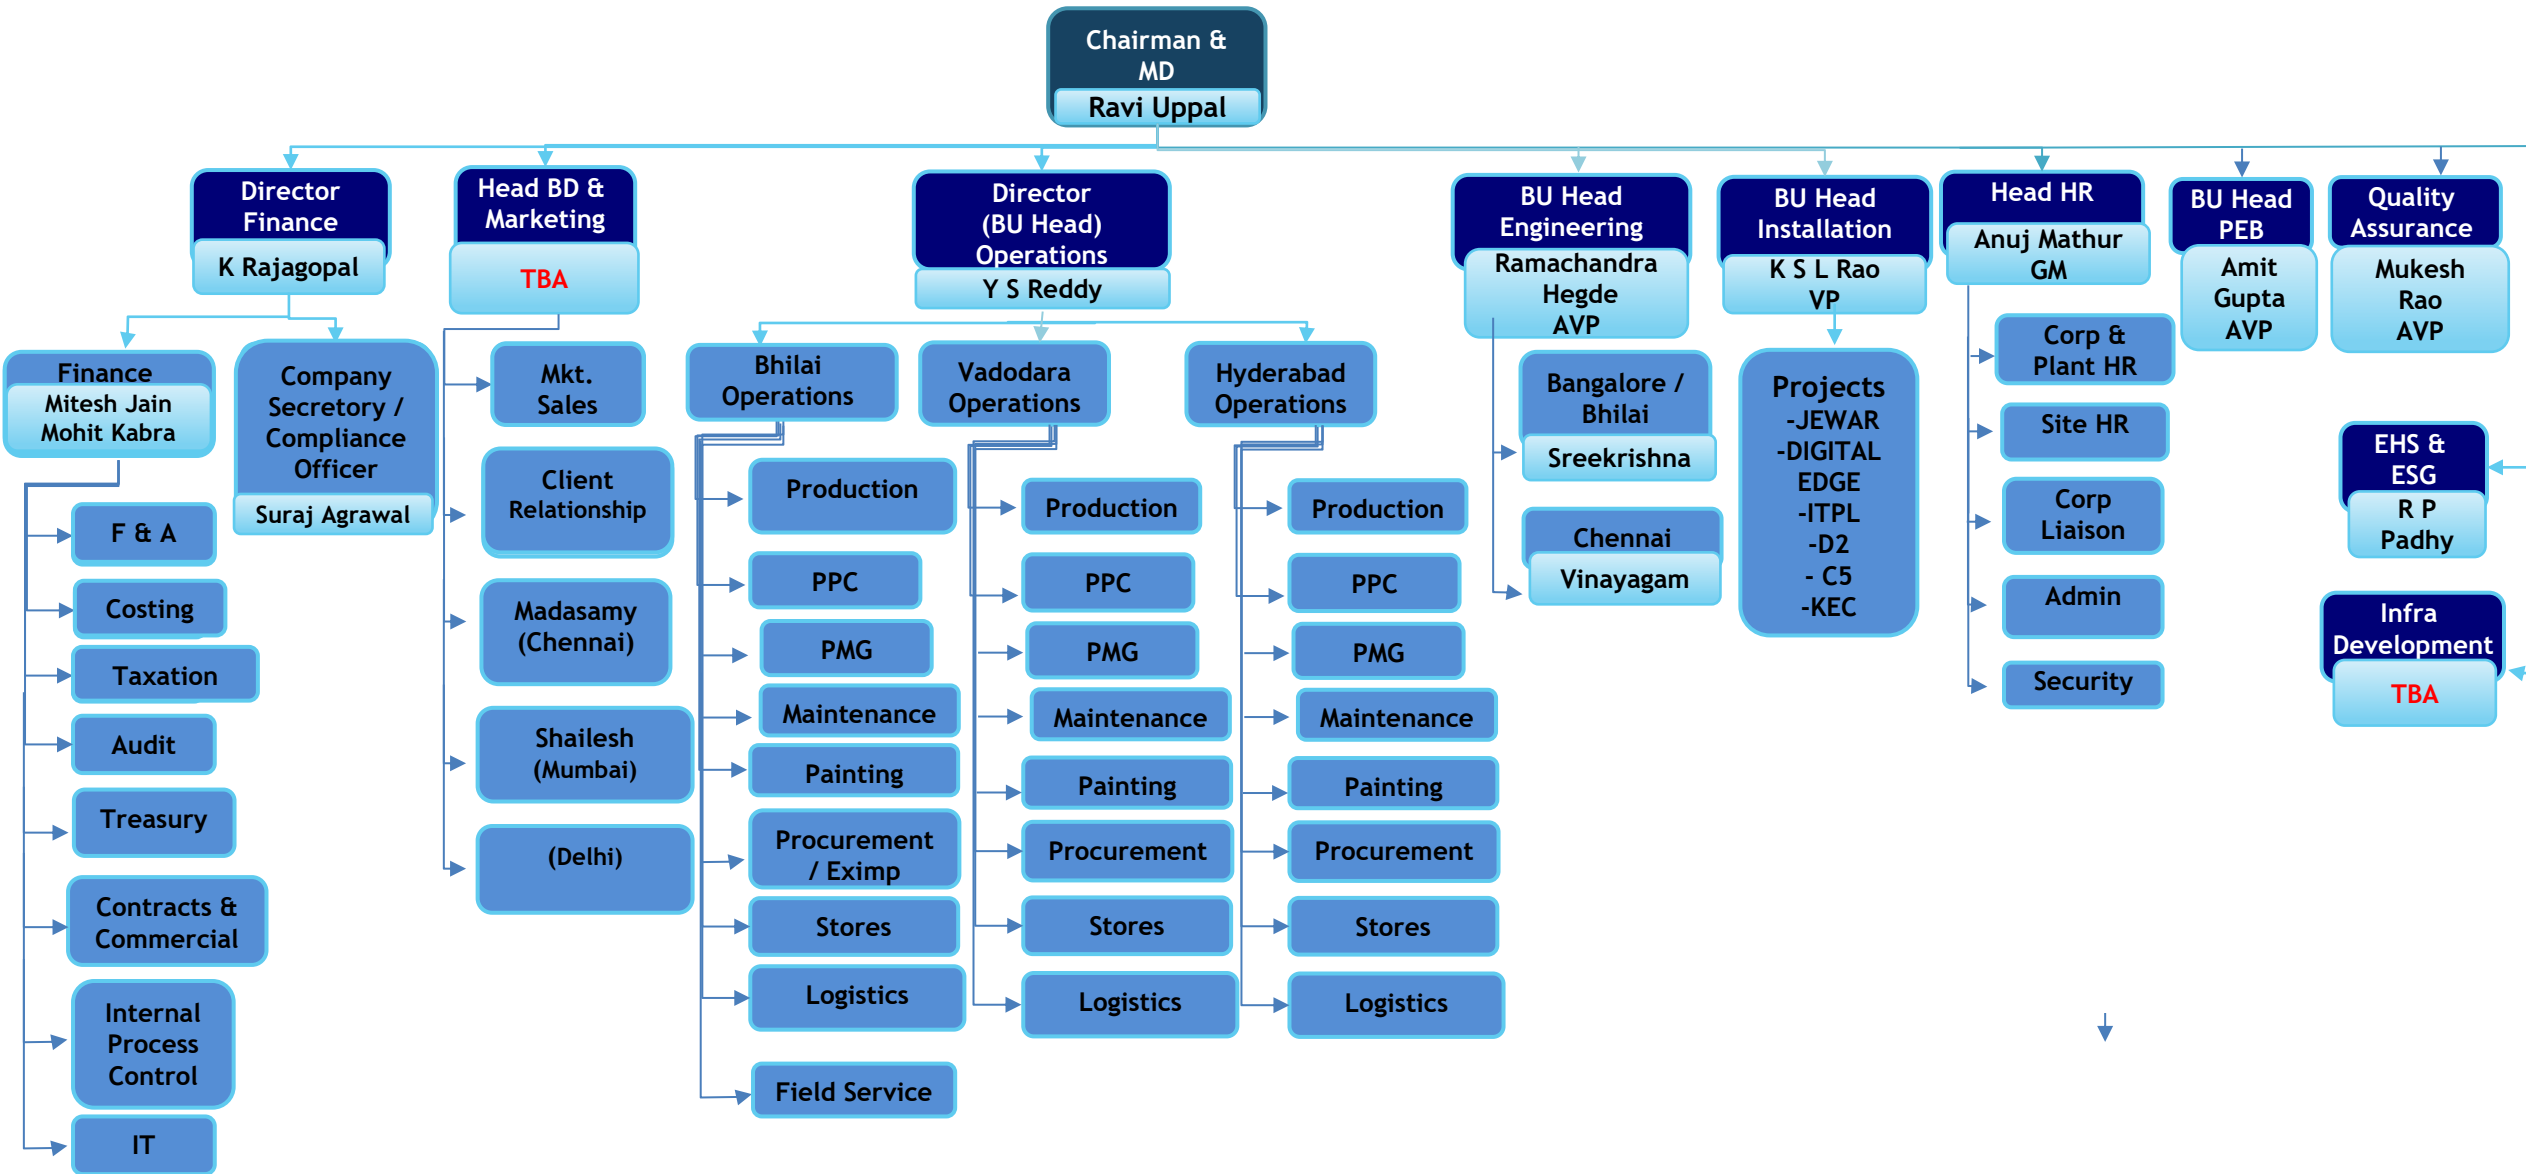 Chairman &
MD
Ravi Uppal
Director
Finance
K Rajagopal
Head BD &
Marketing
TBA
Director
(BU Head)
Operations
Y S Reddy
BU Head
Engineering
Ramachandra
Hegde
AVP
BU Head
Installation
K S L Rao
VP
Head HR
Anuj Mathur
GM
BU Head
PEB
Amit
Gupta
AVP
Quality
Assurance
Mukesh
Rao
AVP
Finance
Mitesh Jain
Mohit Kabra
Company
Secretory /
Compliance
Officer
Suraj Agrawal
F & A
Costing
Taxation
Audit
Treasury
Contracts &
Commercial
Internal
Process
Control
IT
Mkt.
Sales
Client
Relationship
Madasamy
(Chennai)
Shailesh
(Mumbai)
(Delhi)
Bhilai
Operations
Production
PPC
PMG
Maintenance
Painting
Procurement
/ Eximp
Stores
Logistics
Field Service
Vadodara
Operations
Production
PPC
PMG
Maintenance
Painting
Procurement
Stores
Logistics
Hyderabad
Operations
Production
PPC
PMG
Maintenance
Painting
Procurement
Stores
Logistics
Bangalore /
Bhilai
Sreekrishna
Chennai
Vinayagam
Projects
-JEWAR
-DIGITAL
EDGE
-ITPL
-D2
- C5
-KEC
Corp &
Plant HR
Site HR
Corp
Liaison
Admin
Security
EHS &
ESG
R P
Padhy
Infra
Development
TBA